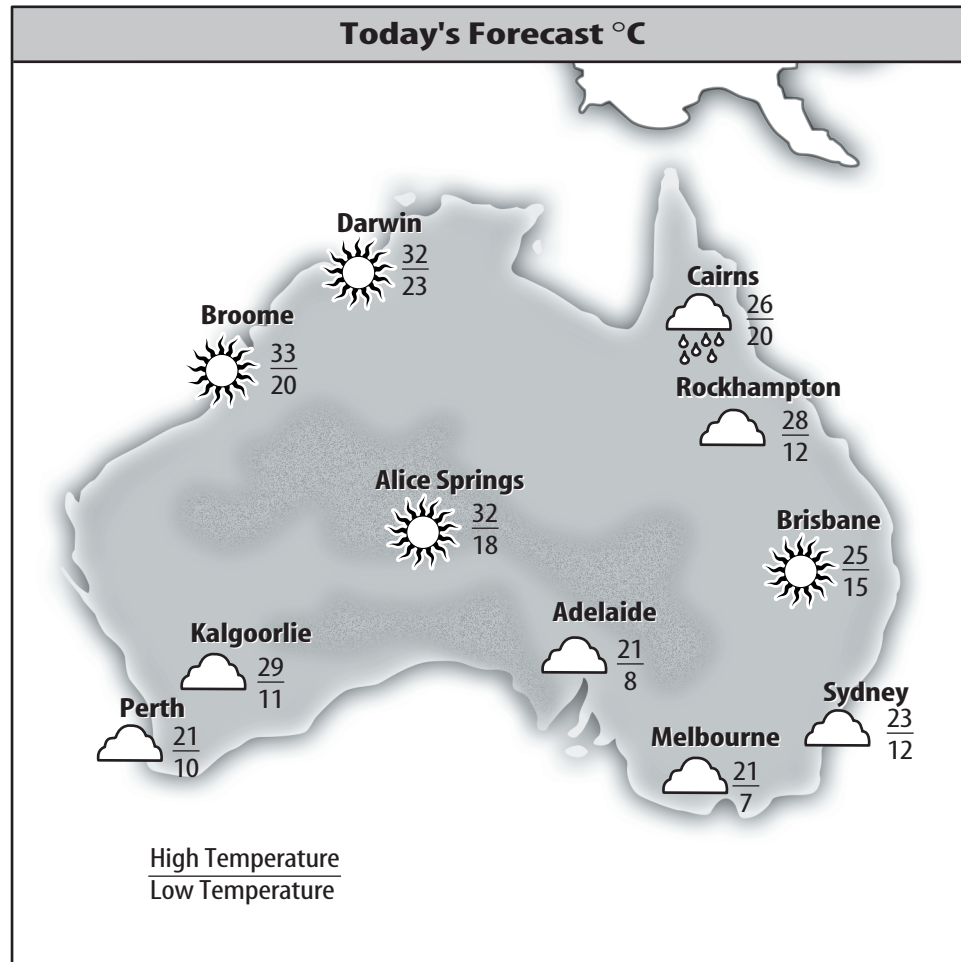 Today's Forecast °C
Darwin
32
23
Cairns
26
20
Broome
33
20
Rockhampton
28
12
Alice Springs
32
18
Brisbane
25
15
Adelaide
21
8
Kalgoorlie
29
11
Sydney
23
12
Perth
21
10
Melbourne
21
7
High Temperature
Low Temperature